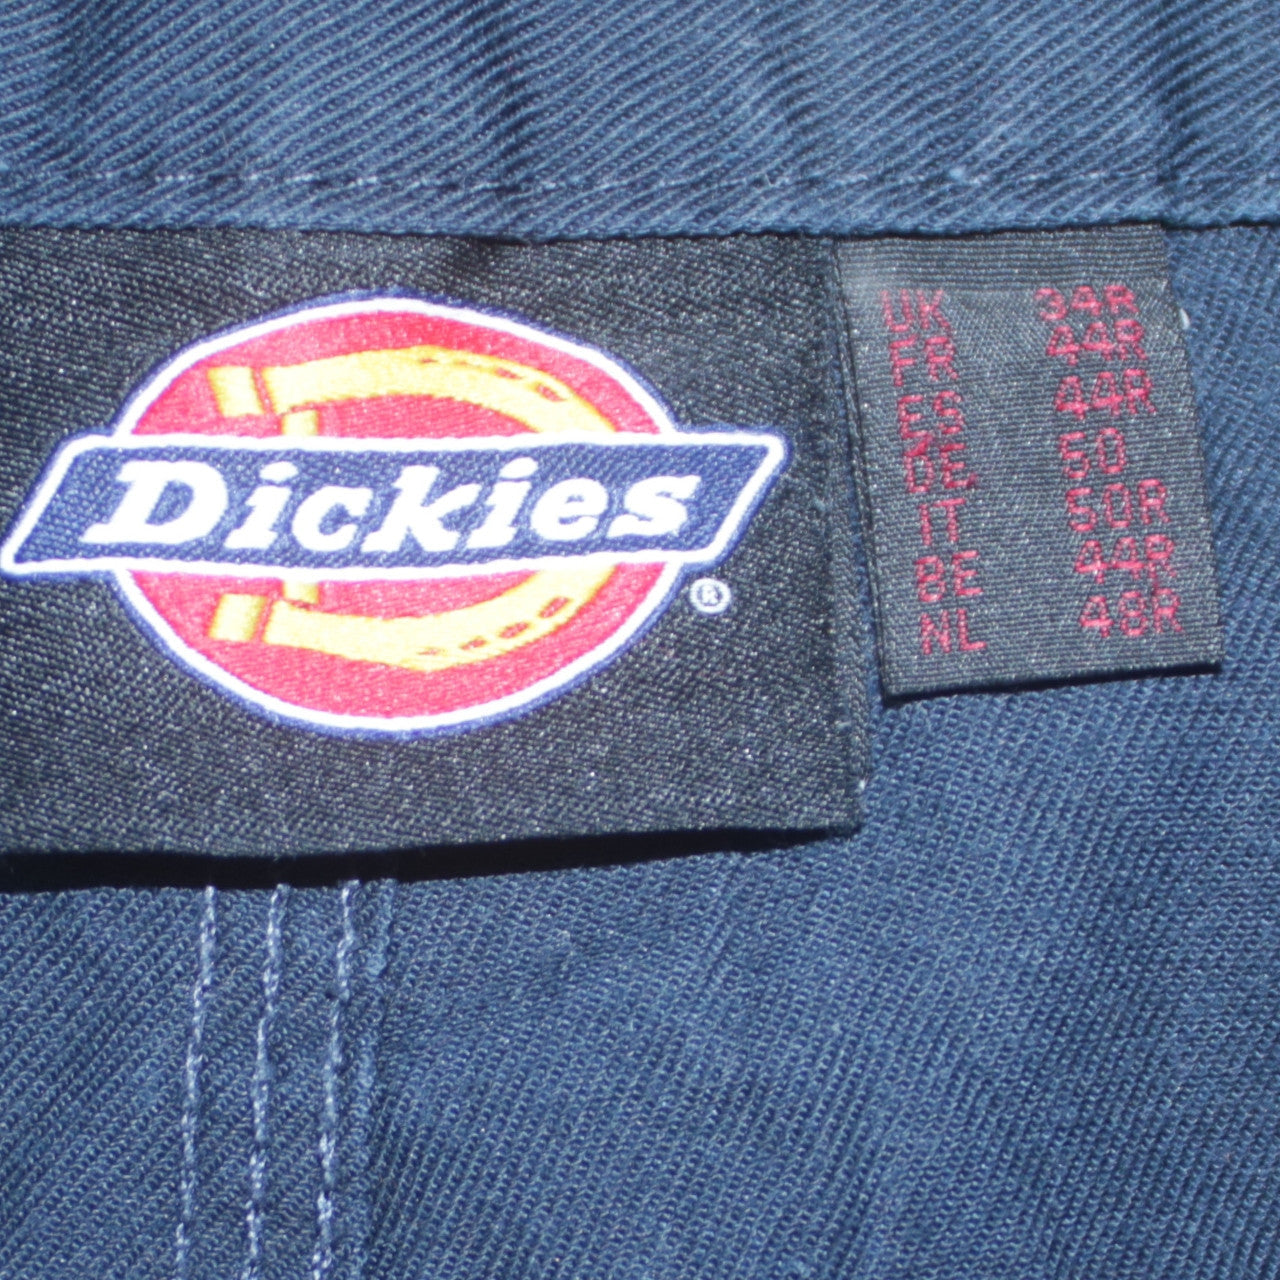 Dickies
®
UK 34R
FR 44R
ES 44R
DE 50
IT 50R
BE 44R
NL 48R